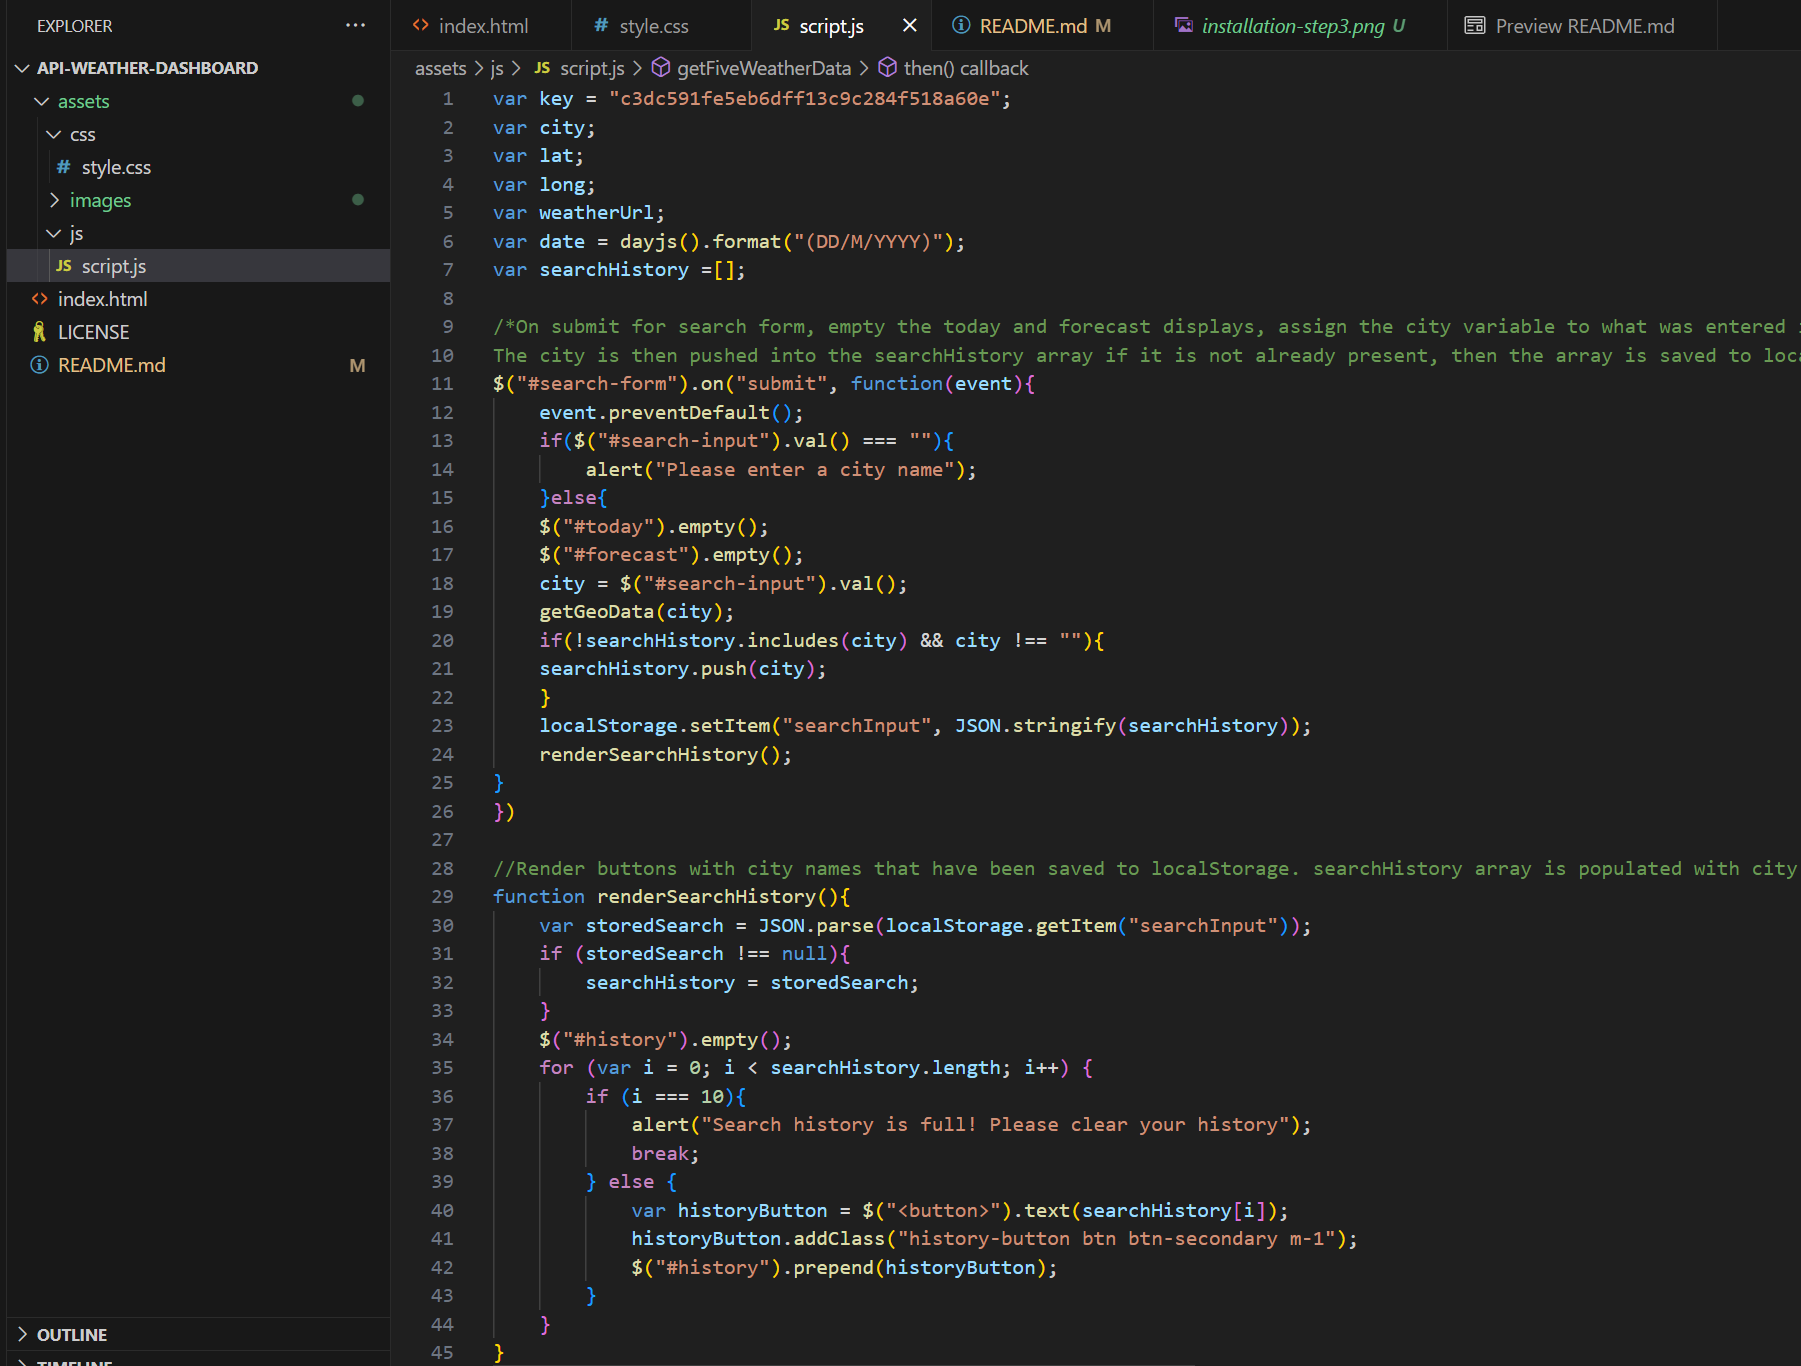 EXPLORER
···
API-WEATHER-DASHBOARD
assets
css
# style.css
images
js
JS script.js
<> index.html
LICENSE
README.md M
OUTLINE
TIMELINE
<> index.html
# style.css
JS script.js
README.md M
installation-step3.png U
Preview README.md
assets > js > JS script.js > getFiveWeatherData > then() callback
1 var key = "c3dc591fe5eb6dff13c9c284f518a60e";
2 var city;
3 var lat;
4 var long;
5 var weatherUrl;
6 var date = dayjs().format("(DD/M/YYYY)");
7 var searchHistory =[];
8
9 /*On submit for search form, empty the today and forecast displays, assign the city variable to what was entered
10 The city is then pushed into the searchHistory array if it is not already present, then the array is saved to
11 $("#search-form").on("submit", function(event){
12 event.preventDefault();
13 if($("#search-input").val() === ""){
14 alert("Please enter a city name");
15 }else{
16 $("#today").empty();
17 $("#forecast").empty();
18 city = $("#search-input").val();
19 getGeoData(city);
20 if(!searchHistory.includes(city) && city !== ""){
21 searchHistory.push(city);
22 }
23 localStorage.setItem("searchInput", JSON.stringify(searchHistory));
24 renderSearchHistory();
25 }
26 })
27
28 //Render buttons with city names that have been saved to localStorage. searchHistory array is populated with city
29 function renderSearchHistory(){
30 var storedSearch = JSON.parse(localStorage.getItem("searchInput"));
31 if (storedSearch !== null){
32 searchHistory = storedSearch;
33 }
34 $("#history").empty();
35 for (var i = 0; i < searchHistory.length; i++) {
36 if (i === 10){
37 alert("Search history is full! Please clear your history");
38 break;
39 } else {
40 var historyButton = $("<button>").text(searchHistory[i]);
41 historyButton.addClass("history-button btn btn-secondary m-1");
42 $("#history").prepend(historyButton);
43 }
44 }
45 }